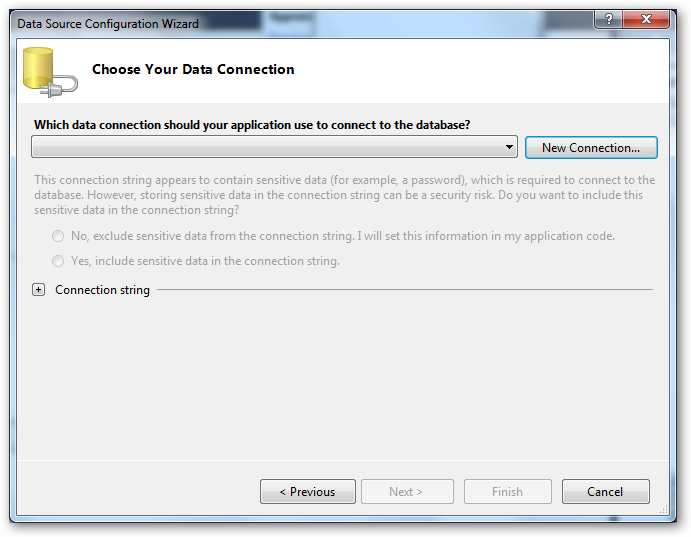 Data Source Configuration Wizard
Choose Your Data Connection
Which data connection should your application use to connect to the database?
New Connection...
This connection string appears to contain sensitive data (for example, a password), which is required to connect to the
database. However, storing sensitive data in the connection string can be a security risk. Do you want to include this
sensitive data in the connection string?
No, exclude sensitive data from the connection string. I will set this information in my application code.
Yes, include sensitive data in the connection string.
Connection string
< Previous
Next >
Finish
Cancel